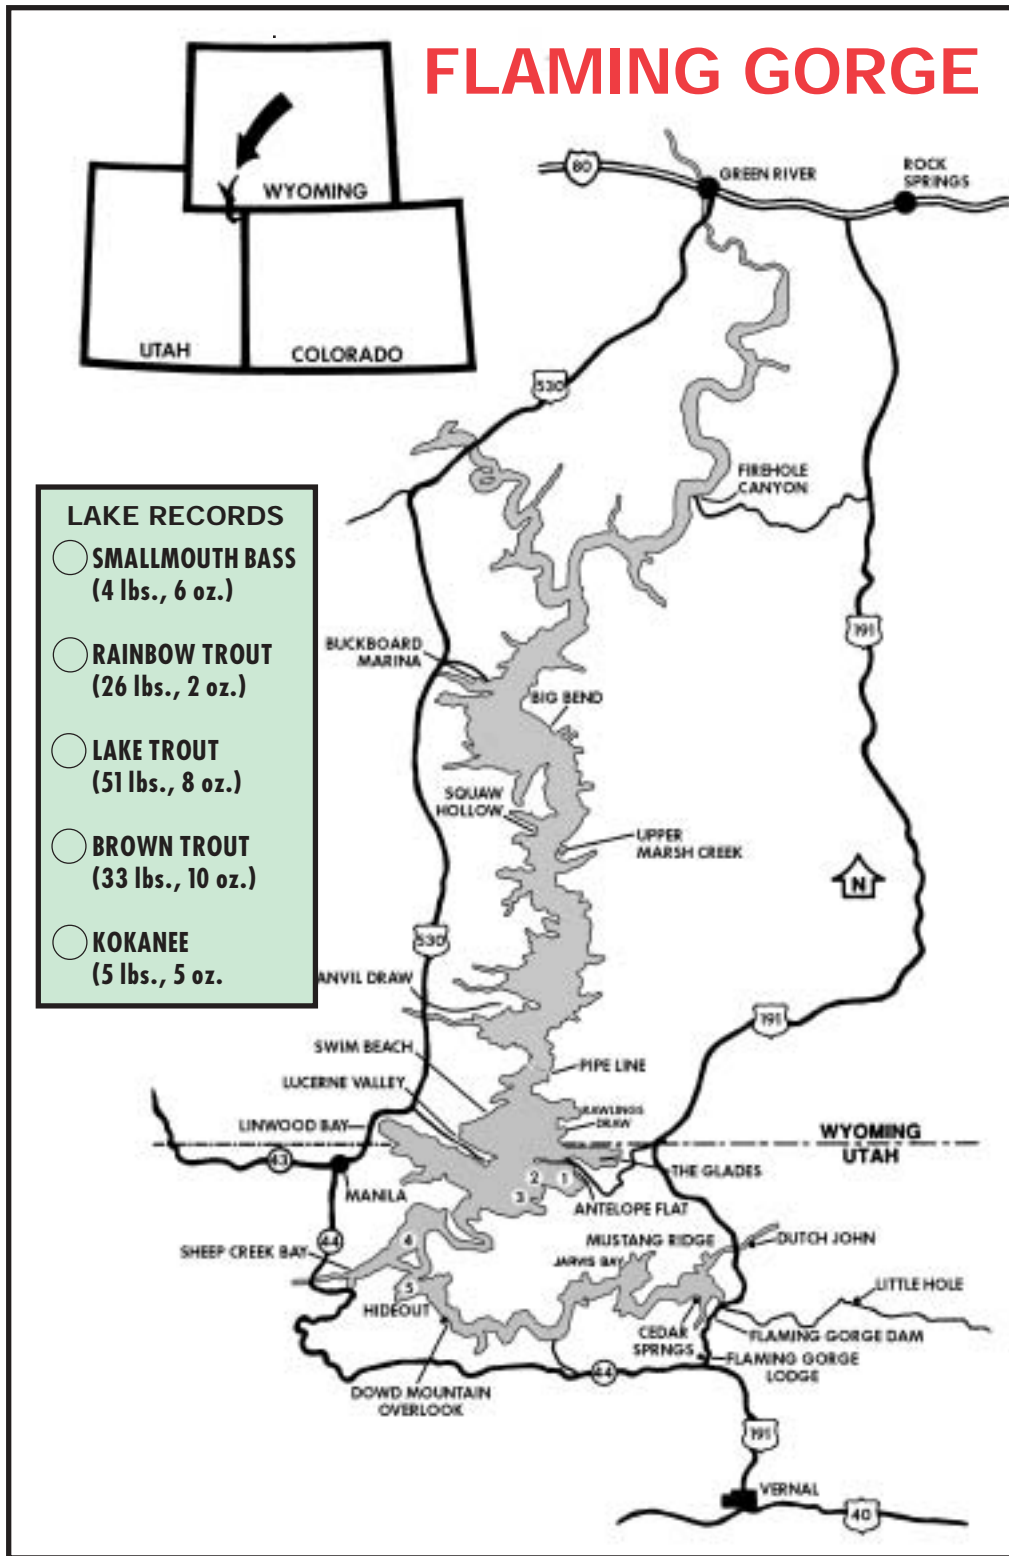 FLAMING GORGE
WYOMING
UTAH
COLORADO
80
GREEN RIVER
ROCK
SPRINGS
530
FIREHOLE
CANYON
LAKE RECORDS
SMALLMOUTH BASS
(4 lbs., 6 oz.)
RAINBOW TROUT
(26 lbs., 2 oz.)
LAKE TROUT
(51 lbs., 8 oz.)
BROWN TROUT
(33 lbs., 10 oz.)
KOKANEE
(5 lbs., 5 oz.
191
BUCKBOARD
MARINA
BIG BEND
SQUAW
HOLLOW
UPPER
MARSH CREEK
N
530
ANVIL DRAW
191
SWIM BEACH
PIPE LINE
LUCERNE VALLEY
RAWLINGS
DRAW
LINWOOD BAY
WYOMING
UTAH
43
MANILA
THE GLADES
2
1
3
ANTELOPE FLAT
44
4
SHEEP CREEK BAY
MUSTANG RIDGE
DUTCH JOHN
JARVIS BAY
5
HIDEOUT
LITTLE HOLE
CEDAR
SPRNGS
FLAMING GORGE DAM
FLAMING GORGE
LODGE
44
DOWD MOUNTAIN
OVERLOOK
191
VERNAL
40